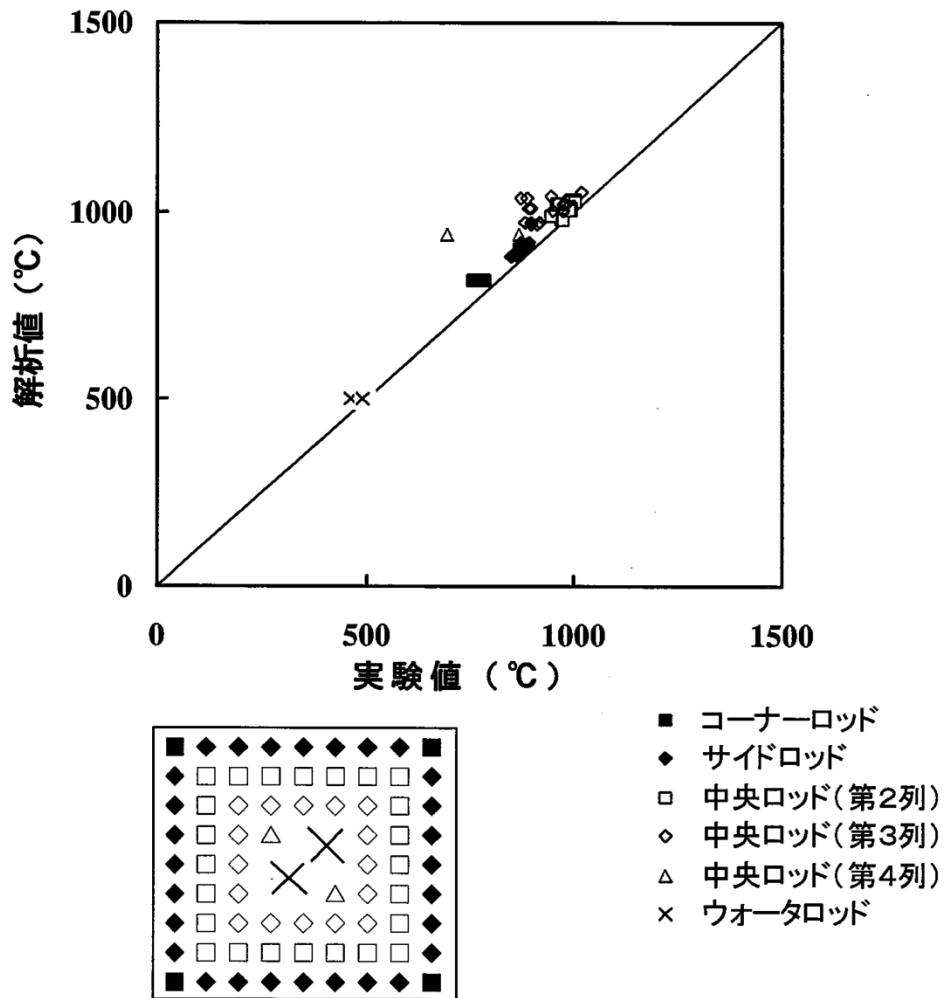 1500
1000
500
0
解析値(℃)
0
500
1000
1500
実験値(℃)
コーナーロッド
サイドロッド
中央ロッド(第2列)
中央ロッド(第3列)
中央ロッド(第4列)
ウォータロッド